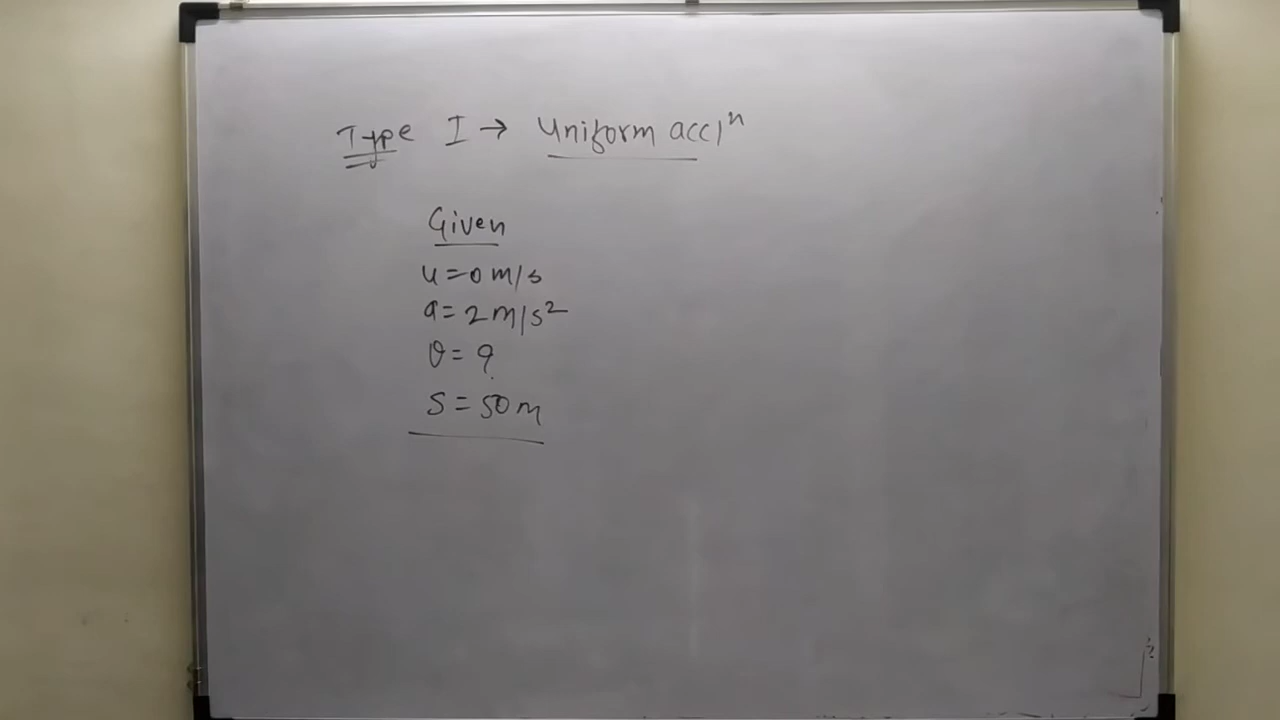 Type I → Uniform accl^n
Given
u = 0 m/s
a = 2 m/s²
v = ?
S = 50 m